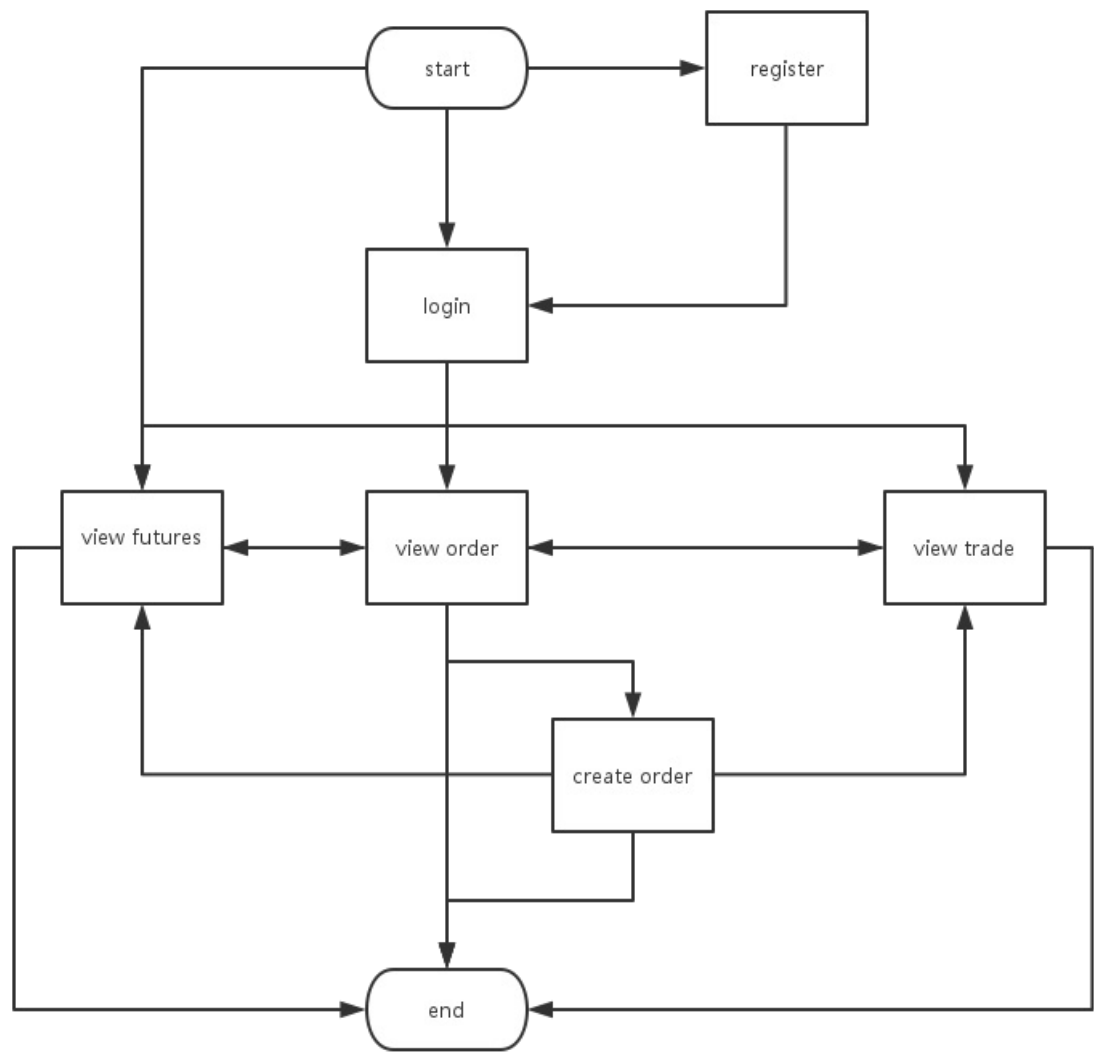 start
register
login
view futures
view order
view trade
create order
end